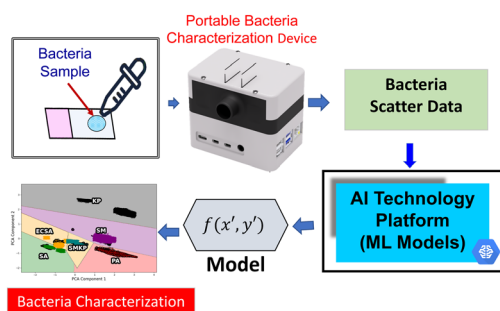 Portable Bacteria
Characterization Device
Bacteria
Sample
Bacteria
Scatter Data
AI Technology
Platform
(ML Models)
f(x′, y′)
Model
KP
ECSA
SM
SMKP
SA
PA
PCA Component 2
PCA Component 1
Bacteria Characterization